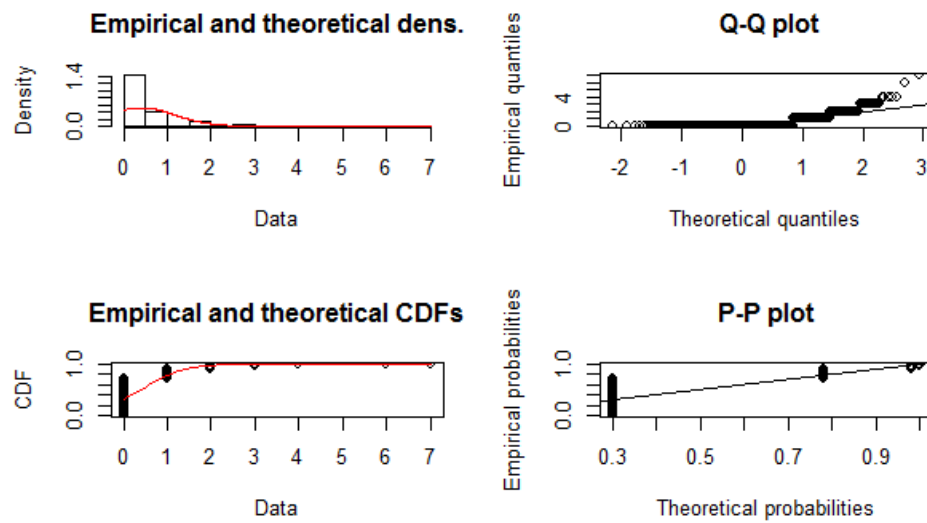 Empirical and theoretical dens.
Density
0.0 1.4
0 1 2 3 4 5 6 7
Data
Q-Q plot
Empirical quantiles
0 4
-2 -1 0 1 2 3
Theoretical quantiles
Empirical and theoretical CDFs
CDF
0.0 1.0
0 1 2 3 4 5 6 7
Data
P-P plot
Empirical probabilities
0.0 1.0
0.3 0.5 0.7 0.9
Theoretical probabilities